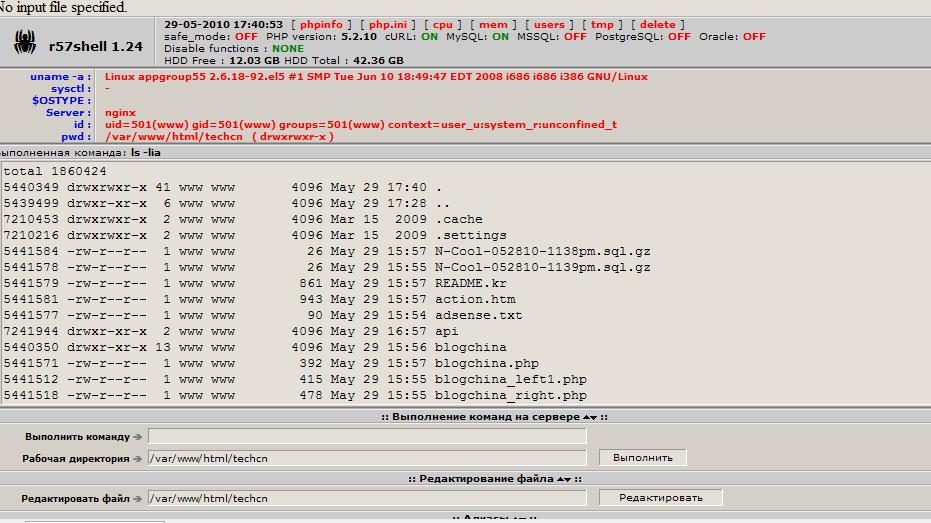 No input file specified.
29-05-2010 17:40:53 [ phpinfo ] [ php.ini ] [ cpu ] [ mem ] [ users ] [ tmp ] [ delete ]
safe_mode: OFF PHP version: 5.2.10 cURL: ON MySQL: ON MSSQL: OFF PostgreSQL: OFF Oracle: OFF
r57shell 1.24
Disable functions : NONE
HDD Free : 12.03 GB HDD Total : 42.36 GB
uname -a : Linux appgroup55 2.6.18-92.el5 #1 SMP Tue Jun 10 18:49:47 EDT 2008 i686 i686 i386 GNU/Linux
sysctl : -
$OSTYPE :
Server : nginx
id : uid=501(www) gid=501(www) groups=501(www) context=user_u:system_r:unconfined_t
pwd : /var/www/html/techcn ( drwxrwxr-x )
ыполненная команда: ls -lia
total 1860424
5440349 drwxrwxr-x 41 www www 4096 May 29 17:40 .
5439499 drwxr-xr-x 6 www www 4096 May 29 17:28 ..
7210453 drwxrwxr-x 2 www www 4096 Mar 15 2009 .cache
7210216 drwxrwxr-x 2 www www 4096 Mar 15 2009 .settings
5441584 -rw-r--r-- 1 www www 26 May 29 15:57 N-Cool-052810-1138pm.sql.gz
5441578 -rw-r--r-- 1 www www 26 May 29 15:55 N-Cool-052810-1139pm.sql.gz
5441579 -rw-r--r-- 1 www www 861 May 29 15:57 README.kr
5441581 -rw-r--r-- 1 www www 943 May 29 15:57 action.htm
5441577 -rw-r--r-- 1 www www 90 May 29 15:54 adsense.txt
7241944 drwxr-xr-x 2 www www 4096 May 29 16:57 api
5440350 drwxr-xr-x 13 www www 4096 May 29 15:56 blogchina
5441571 -rw-r--r-- 1 www www 392 May 29 15:57 blogchina.php
5441512 -rw-r--r-- 1 www www 415 May 29 15:55 blogchina_left1.php
5441518 -rw-r--r-- 1 www www 478 May 29 15:55 blogchina_right.php
:: Выполнение команд на сервере ::
Выполнить команду
Рабочая директория /var/www/html/techcn Выполнить
:: Редактирование файла ::
Редактировать файл /var/www/html/techcn Редактировать
:: Алиасы ::